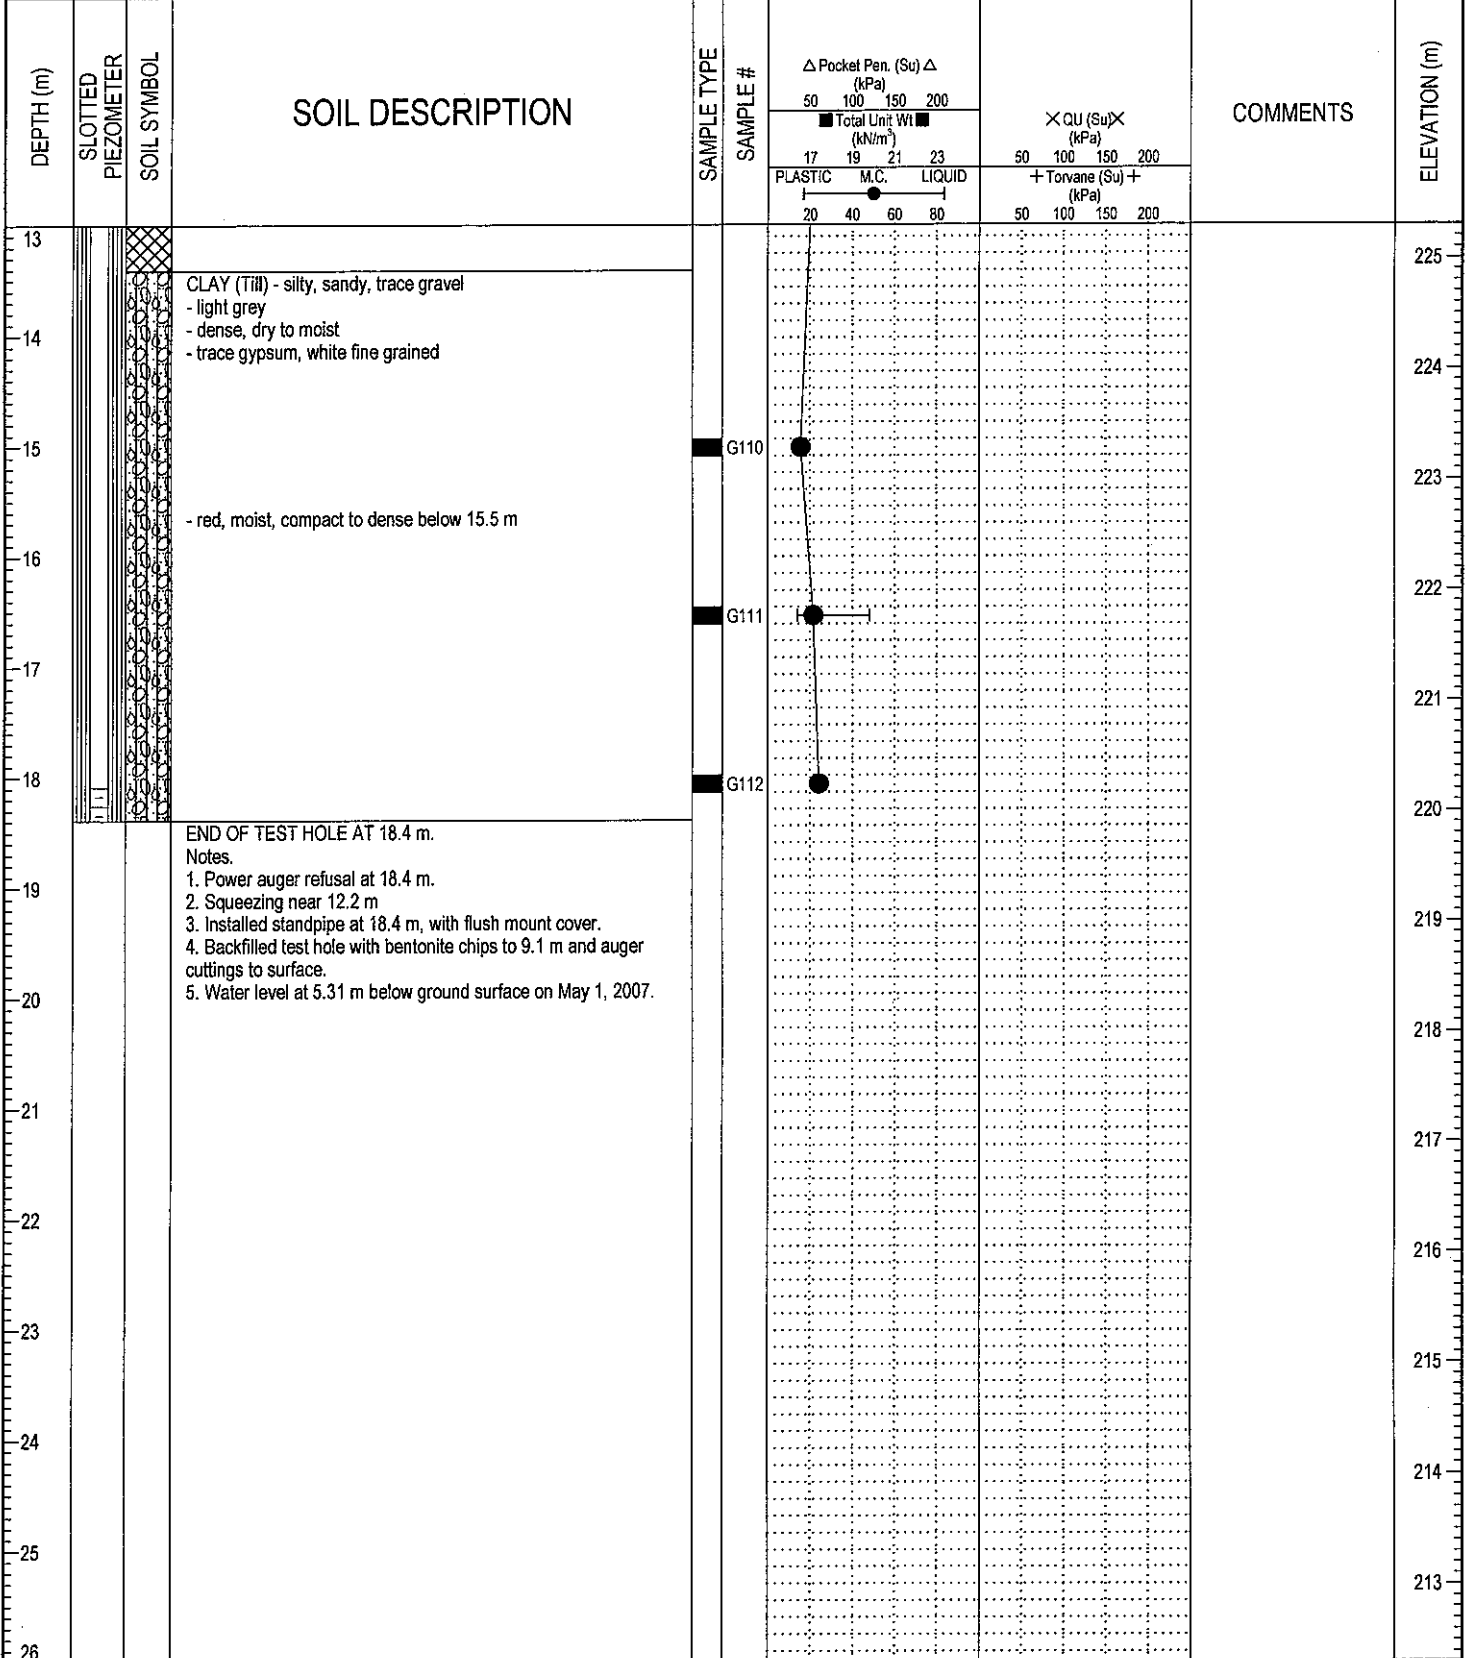 DEPTH (m)
SLOTTED
PIEZOMETER
SOIL SYMBOL
SOIL DESCRIPTION
SAMPLE TYPE
SAMPLE #
△ Pocket Pen. (Su) △
(kPa)
50 100 150 200
■ Total Unit Wt ■
(kN/m³)
17 19 21 23
PLASTIC M.C. LIQUID
20 40 60 80
✕ QU (Su) ✕
(kPa)
50 100 150 200
+ Torvane (Su) +
(kPa)
50 100 150 200
COMMENTS
ELEVATION (m)
13
225
CLAY (Till) - silty, sandy, trace gravel
- light grey
- dense, dry to moist
14
- trace gypsum, white fine grained
224
15
G110
223
- red, moist, compact to dense below 15.5 m
16
222
G111
17
221
18
G112
220
END OF TEST HOLE AT 18.4 m.
Notes.
1. Power auger refusal at 18.4 m.
19
2. Squeezing near 12.2 m
3. Installed standpipe at 18.4 m, with flush mount cover.
219
4. Backfilled test hole with bentonite chips to 9.1 m and auger
cuttings to surface.
5. Water level at 5.31 m below ground surface on May 1, 2007.
20
218
21
217
22
216
23
215
24
214
25
213
26